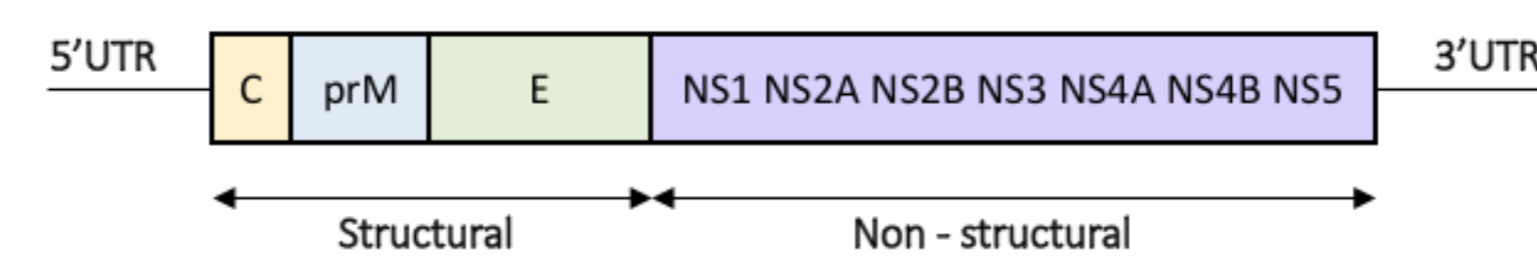 5’UTR
3’UTR
C prM E NS1 NS2A NS2B NS3 NS4A NS4B NS5
Structural Non - structural